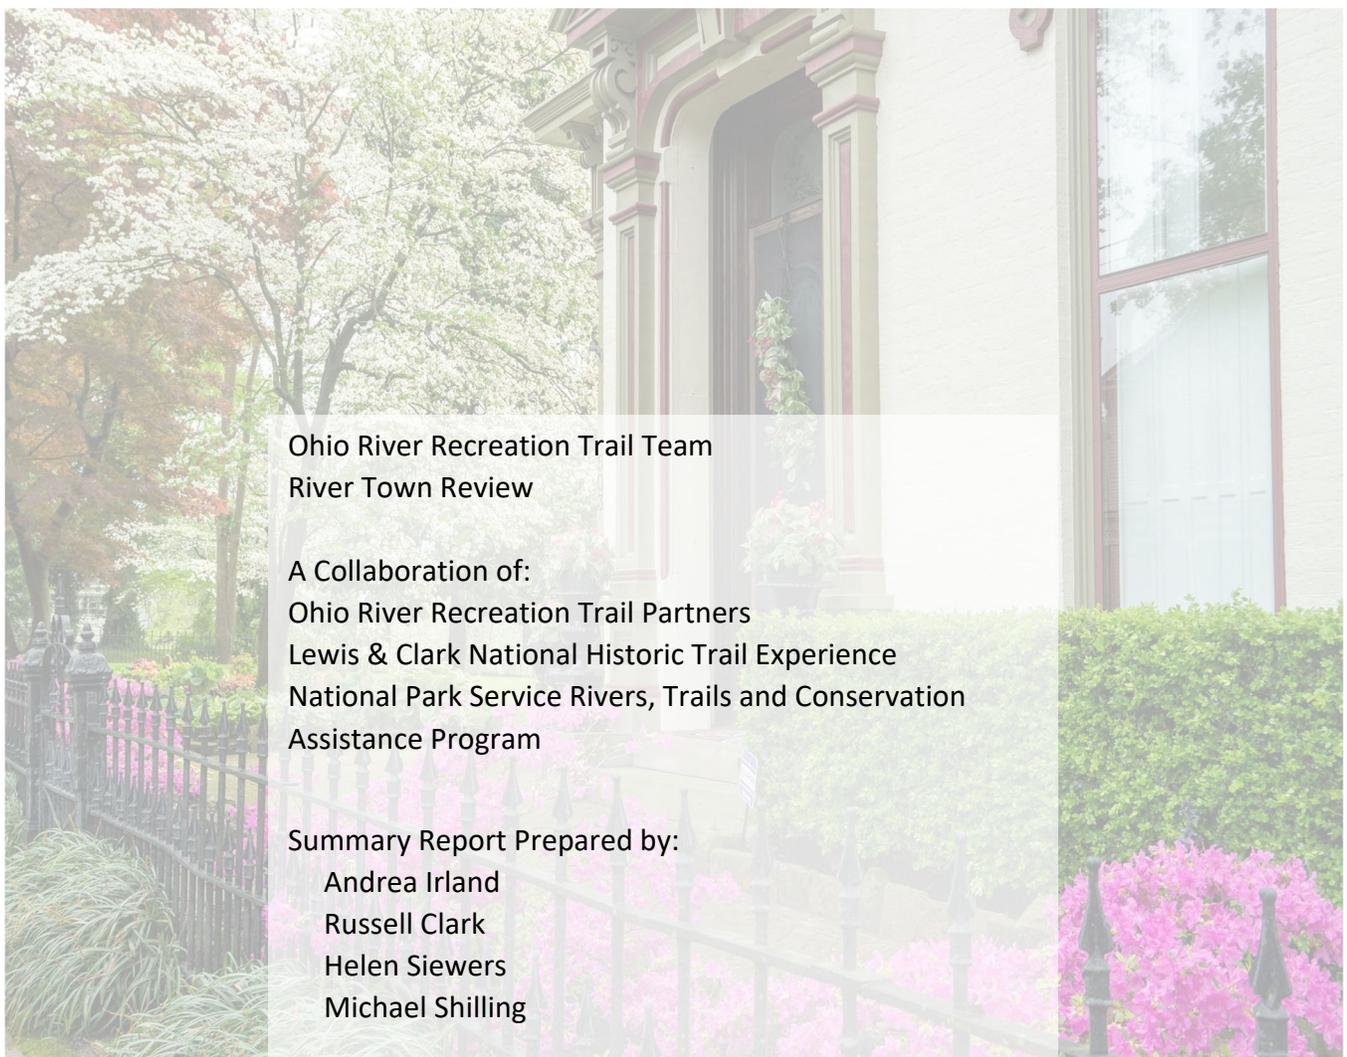 Ohio River Recreation Trail Team
River Town Review
A Collaboration of:
Ohio River Recreation Trail Partners
Lewis & Clark National Historic Trail Experience
National Park Service Rivers, Trails and Conservation
Assistance Program
Summary Report Prepared by:
Andrea Irland
Russell Clark
Helen Siewers
Michael Shilling